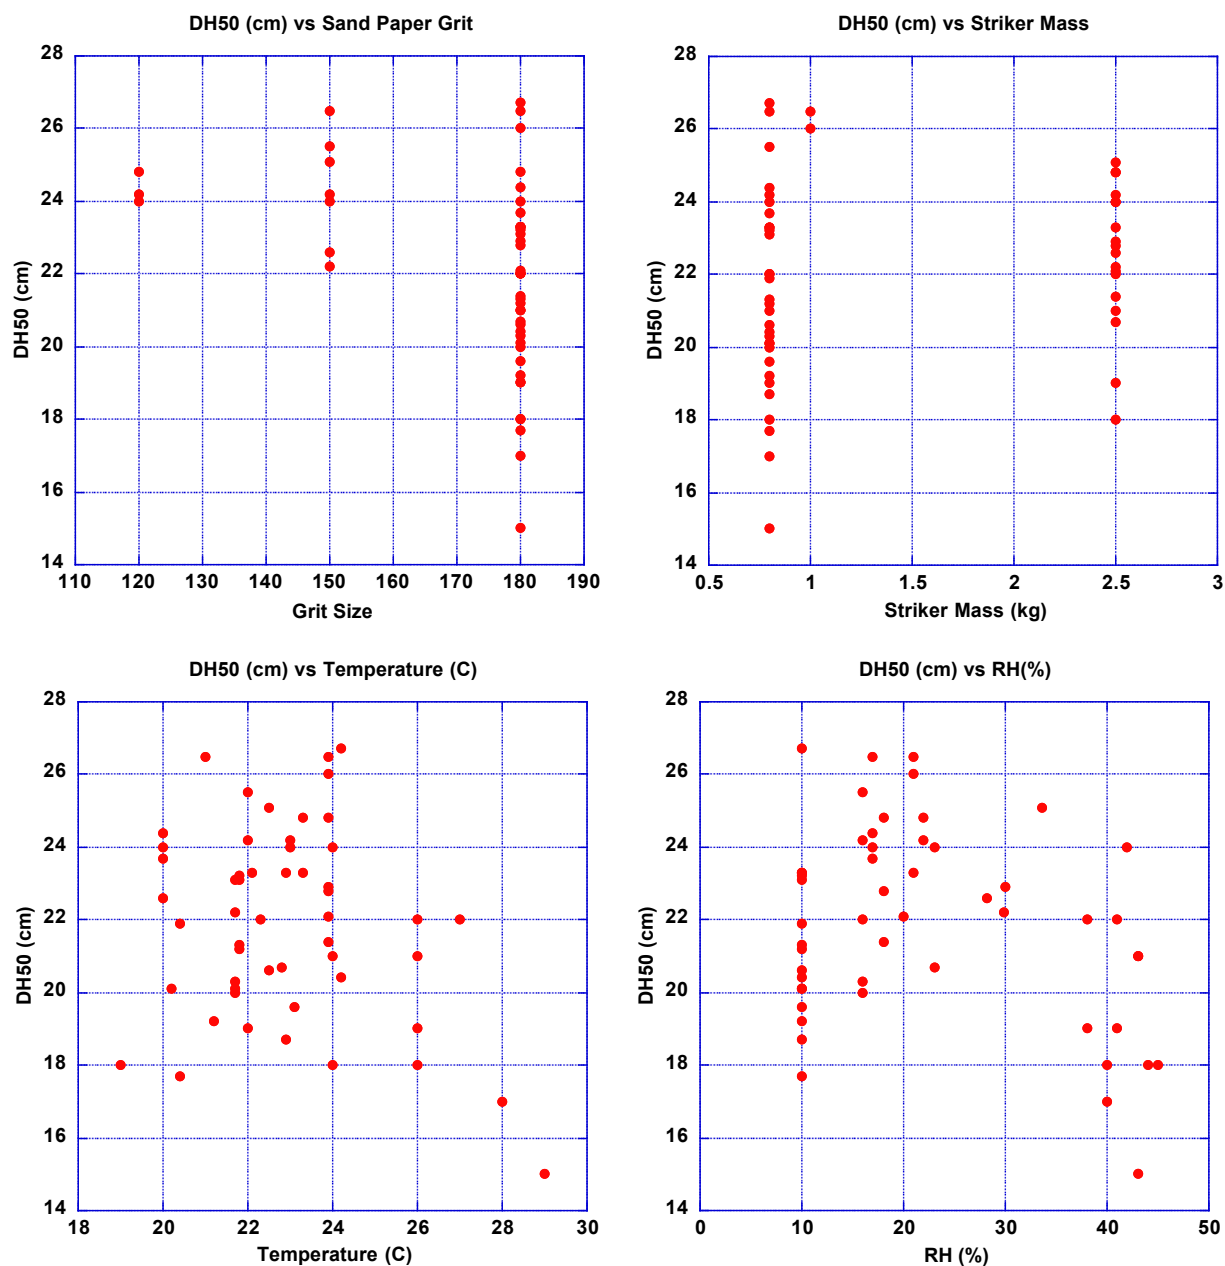 DH50 (cm) vs Sand Paper Grit
28
26
24
22
20
18
16
14
DH50 (cm)
110 120 130 140 150 160 170 180 190
Grit Size
DH50 (cm) vs Striker Mass
28
26
24
22
20
18
16
14
DH50 (cm)
0.5 1 1.5 2 2.5 3
Striker Mass (kg)
DH50 (cm) vs Temperature (C)
28
26
24
22
20
18
16
14
DH50 (cm)
18 20 22 24 26 28 30
Temperature (C)
DH50 (cm) vs RH(%)
28
26
24
22
20
18
16
14
DH50 (cm)
0 10 20 30 40 50
RH (%)